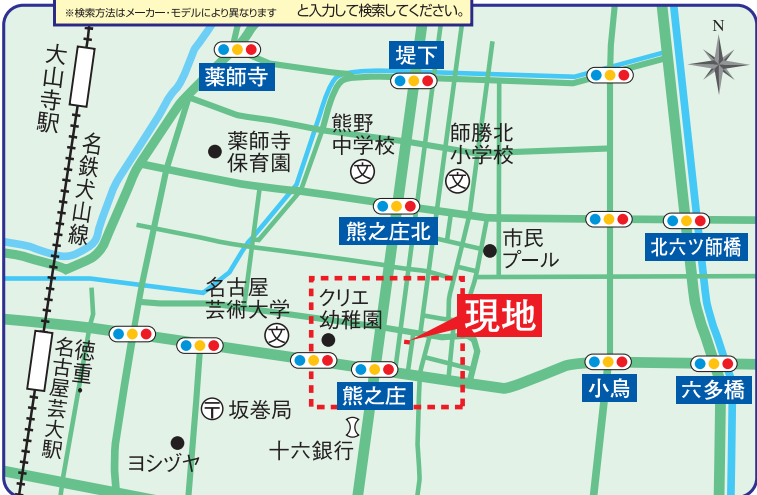 ※検索方法はメーカー・モデルにより異なります
と入力して検索してください。
N
大山寺駅
薬師寺
堤下
名鉄犬山線
薬師寺
保育園
熊野
中学校
文
師勝北
小学校
文
熊之庄北
市民
プール
北六ツ師橋
名古屋
芸術大学
文
クリエ
幼稚園
現地
徳重・
名古屋芸大駅
熊之庄
小鳥
六多橋
〒
坂巻局
ヨシヅヤ
十六銀行